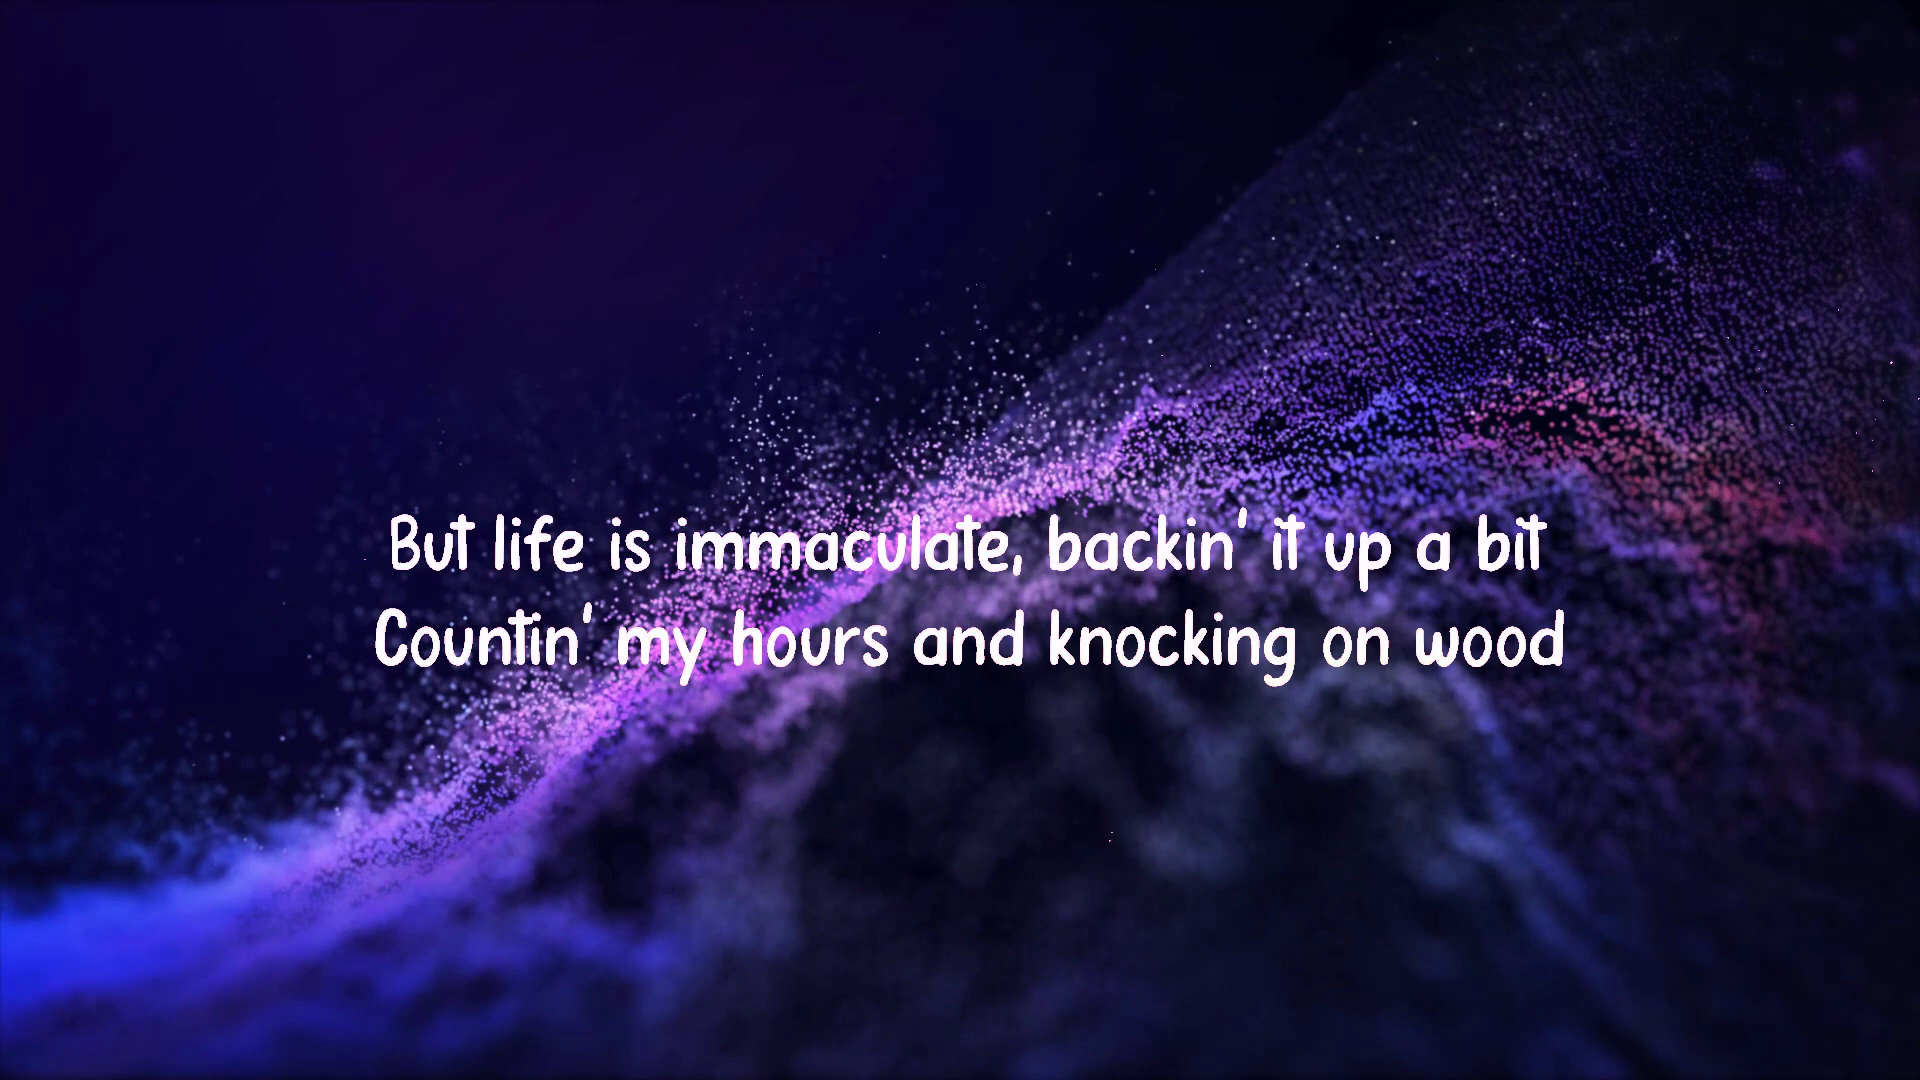 But life is immaculate, backin' it up a bit
Countin' my hours and knocking on wood